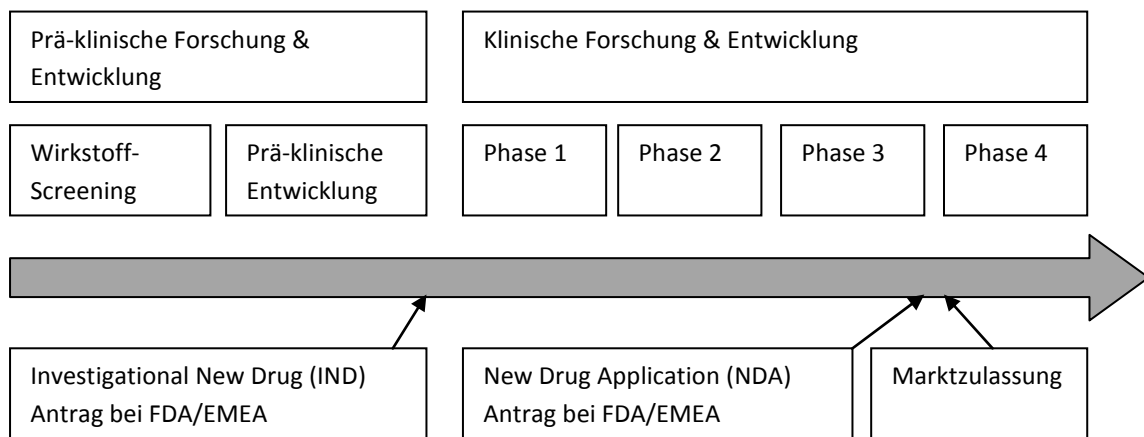 Prä-klinische Forschung &
Entwicklung
Klinische Forschung & Entwicklung
Wirkstoff-
Screening
Prä-klinische
Entwicklung
Phase 1
Phase 2
Phase 3
Phase 4
Investigational New Drug (IND)
Antrag bei FDA/EMEA
New Drug Application (NDA)
Antrag bei FDA/EMEA
Marktzulassung